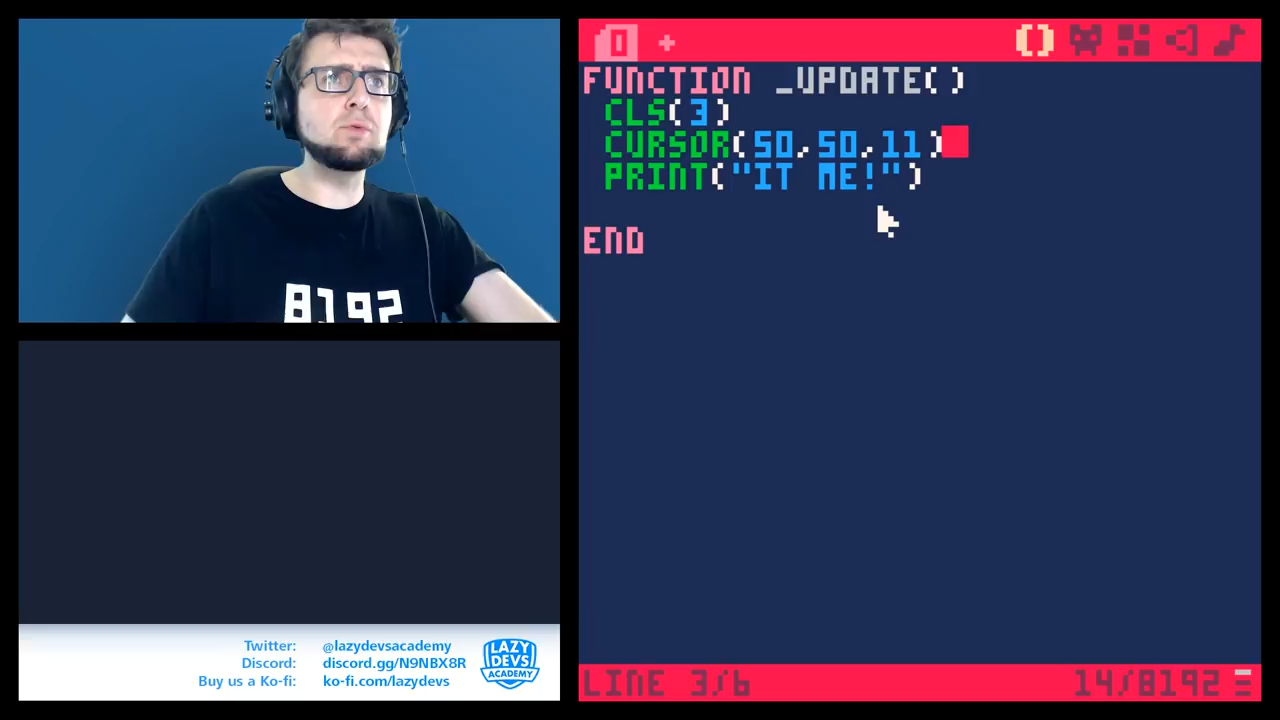 8192
Twitter: @lazydevsacademy
Discord: discord.gg/N9NBX8R
Buy us a Ko-fi: ko-fi.com/lazydevs
LAZY
DEVS
ACADEMY
0 +
FUNCTION _UPDATE()
CLS(3)
CURSOR(50,50,11)
PRINT("IT ME!")
END
LINE 3/6 14/8192